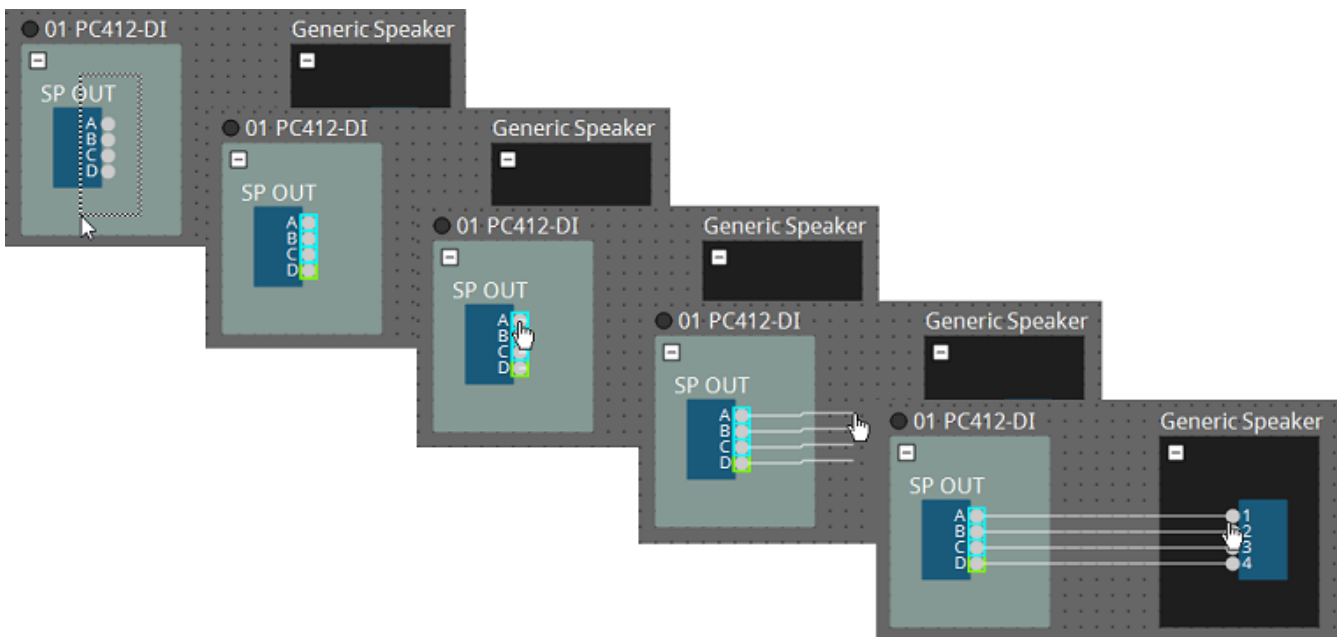 01 PC412-DI
Generic Speaker
SP OUT
A
B
C
D
01 PC412-DI
Generic Speaker
SP OUT
A
B
C
D
01 PC412-DI
Generic Speaker
SP OUT
A
B
C
D
01 PC412-DI
Generic Speaker
SP OUT
A
B
C
D
01 PC412-DI
Generic Speaker
SP OUT
A
B
C
D
1
2
3
4